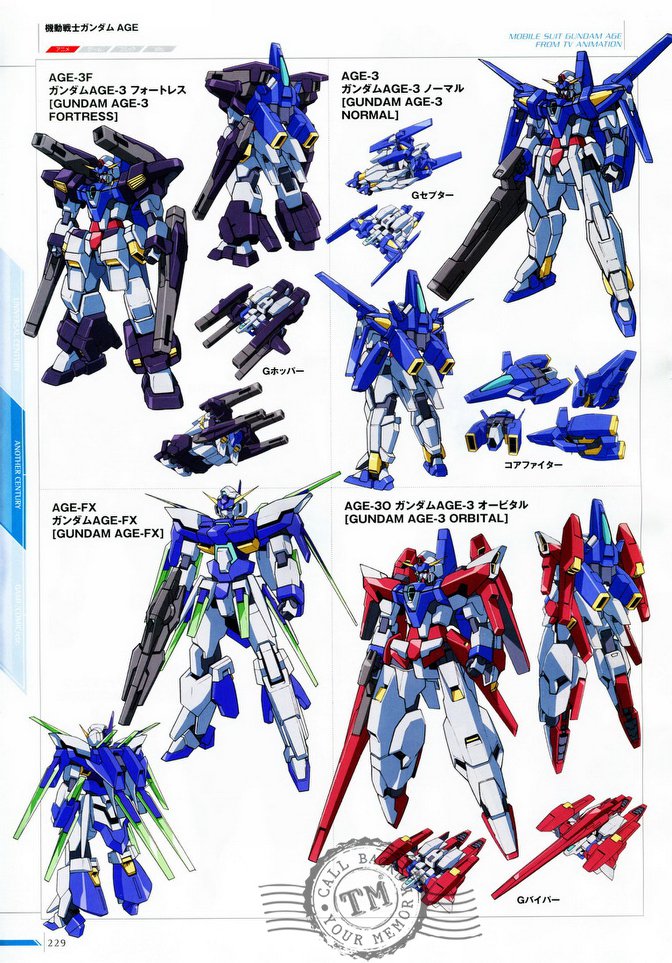 機動戦士ガンダム AGE
MOBILE SUIT GUNDAM AGE
FROM TV ANIMATION
アニメ
AGE-3F
ガンダムAGE-3 フォートレス
[GUNDAM AGE-3
FORTRESS]
Gホッパー
AGE-3
ガンダムAGE-3 ノーマル
[GUNDAM AGE-3
NORMAL]
Gセプター
コアファイター
ANOTHER CENTURY
AGE-FX
ガンダムAGE-FX
[GUNDAM AGE-FX]
AGE-3O ガンダムAGE-3 オービタル
[GUNDAM AGE-3 ORBITAL]
Gバイパー
CALL BACK
TM
YOUR MEMORY
229